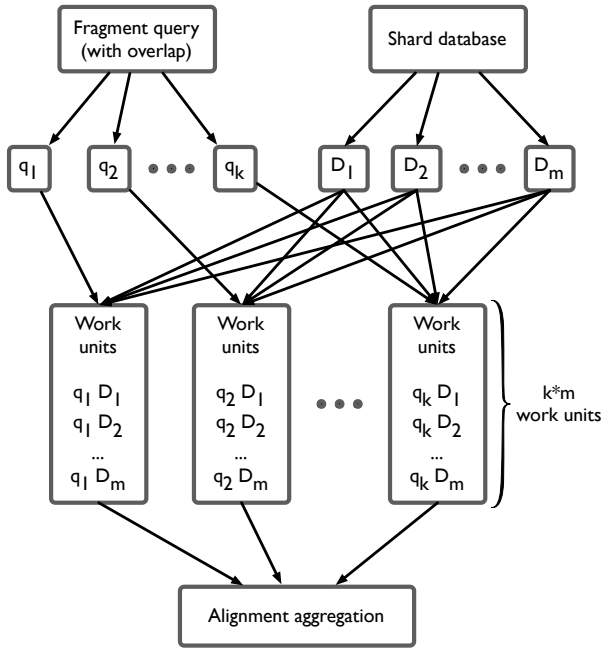 Fragment query
(with overlap)
Shard database
q1
q2
qk
D1
D2
Dm
Work
units
q1 D1
q1 D2
...
q1 Dm
Work
units
q2 D1
q2 D2
...
q2 Dm
Work
units
qk D1
qk D2
...
qk Dm
k*m
work units
Alignment aggregation